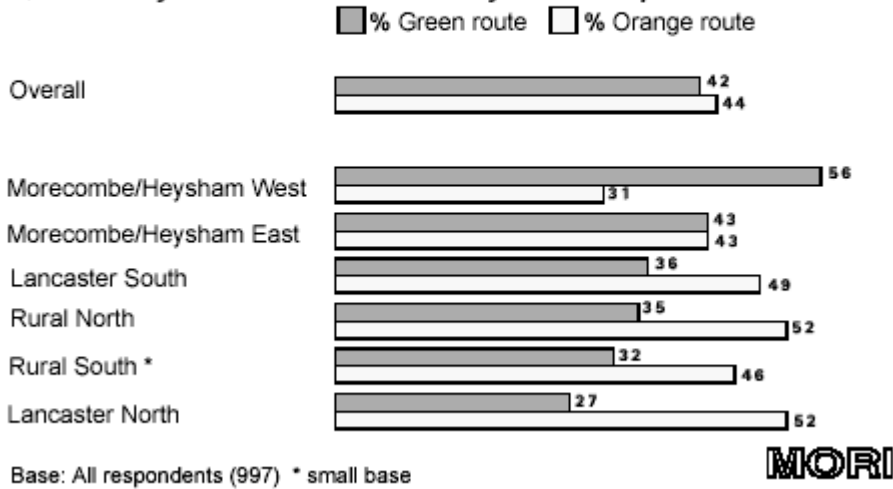 % Green route % Orange route
Overall 42
44
Morecombe/Heysham West 56
31
Morecombe/Heysham East 43
43
Lancaster South 36
49
Rural North 35
52
Rural South * 32
46
Lancaster North 27
52
Base: All respondents (997) * small base
MORI